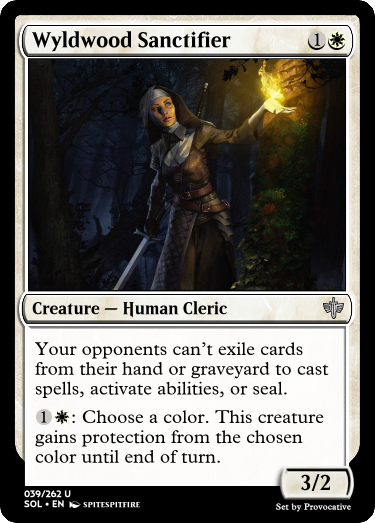 Wyldwood Sanctifier 1
Creature — Human Cleric
Your opponents can't exile cards
from their hand or graveyard to cast
spells, activate abilities, or seal.
1 : Choose a color. This creature
gains protection from the chosen
color until end of turn.
3/2
039/262 U
SOL • EN SPITESPITFIRE
Set by Provocative